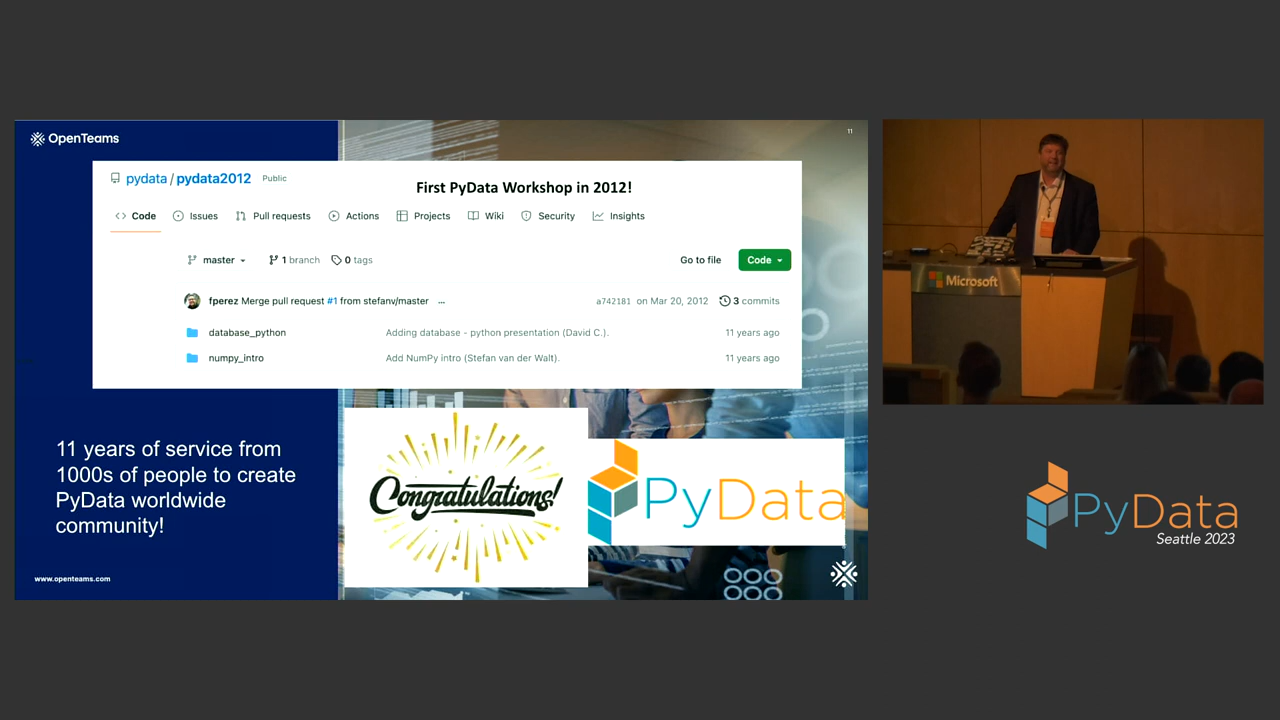 OpenTeams
11
pydata / pydata2012 Public
First PyData Workshop in 2012!
Code Issues Pull requests Actions Projects Wiki Security Insights
master 1 branch 0 tags Go to file Code
fperez Merge pull request #1 from stefanv/master ... a742181 on Mar 20, 2012 3 commits
database_python Adding database - python presentation (David C.). 11 years ago
numpy_intro Add NumPy intro (Stefan van der Walt). 11 years ago
11 years of service from
1000s of people to create
PyData worldwide
community!
Congratulations!
PyData
www.openteams.com
Microsoft
PyData
Seattle 2023